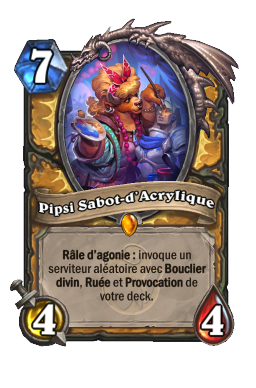 7
Pipsi Sabot-d'Acrylique
Râle d'agonie : invoque un
serviteur aléatoire avec Bouclier
divin, Ruée et Provocation de
votre deck.
4
4